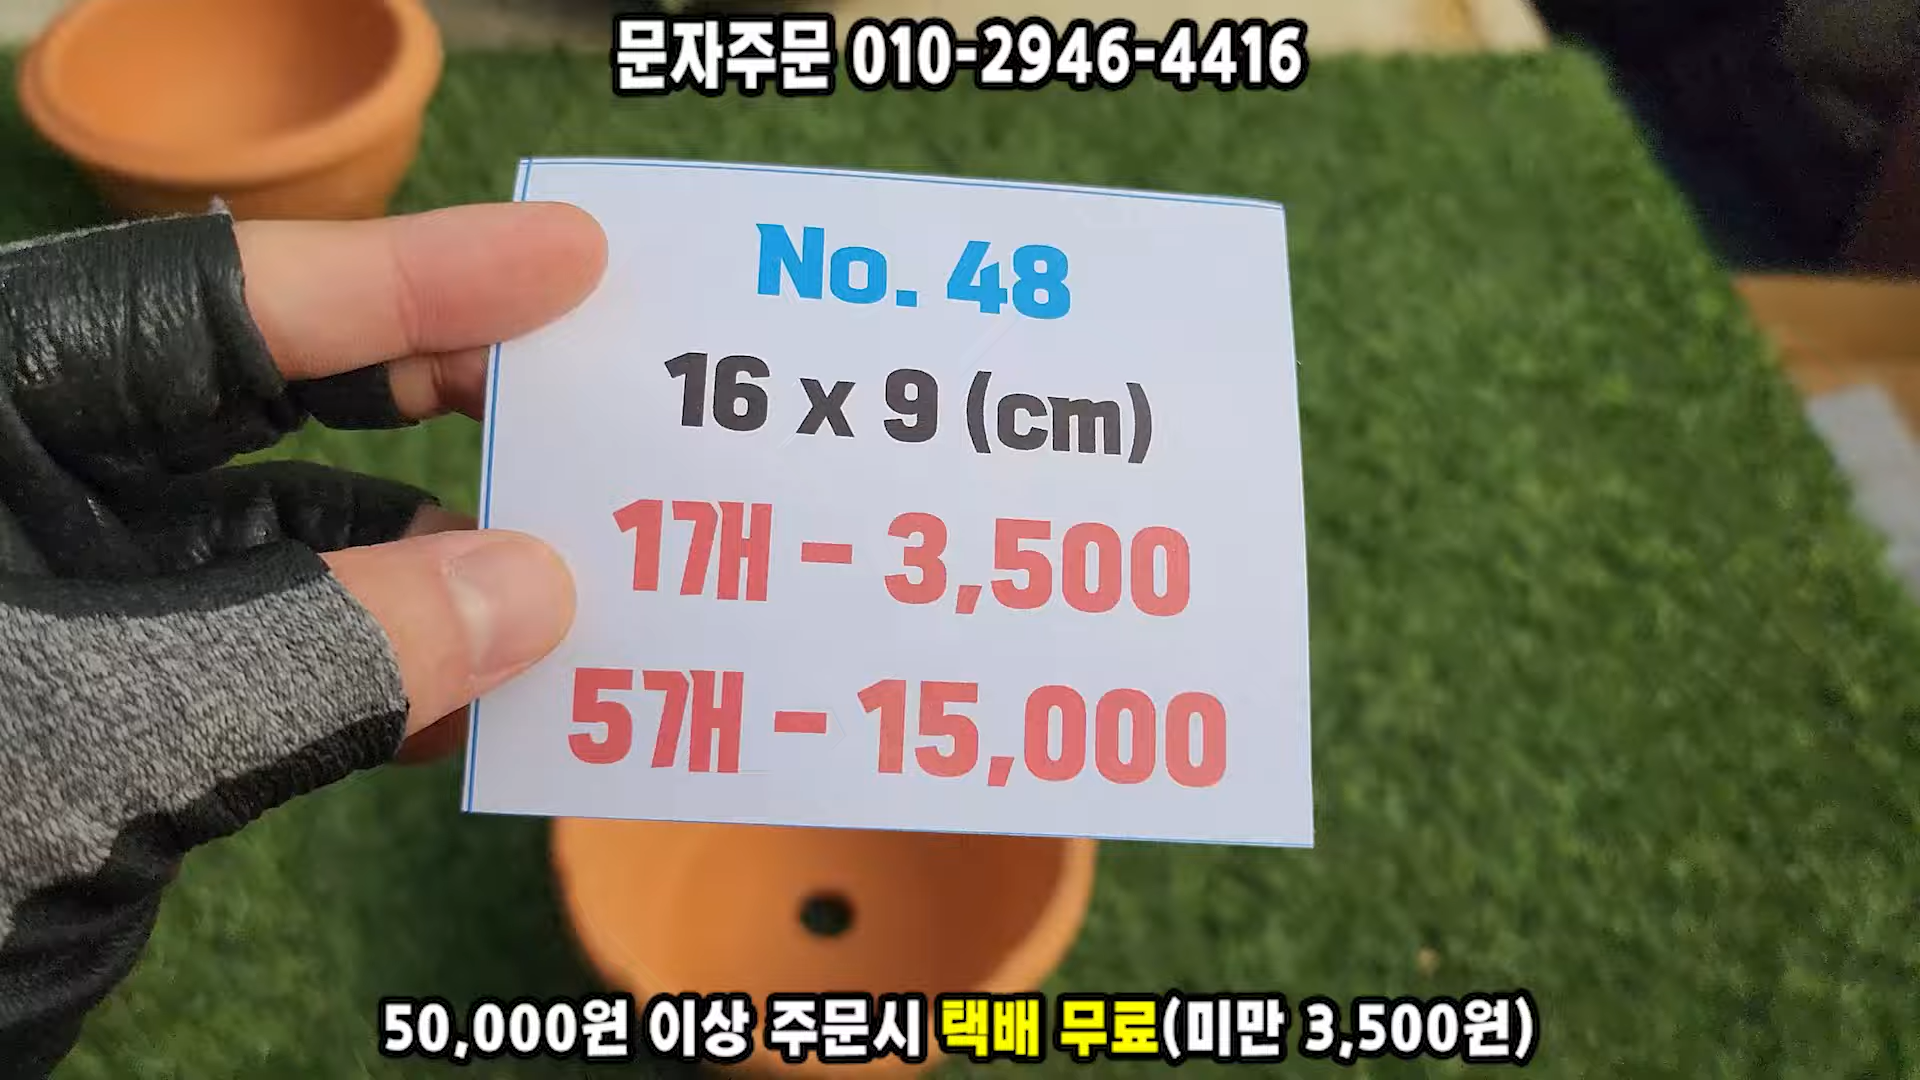 문자주문 010-2946-4416
No. 48
16 x 9 (cm)
1개 - 3,500
5개 - 15,000
50,000원 이상 주문시 택배 무료(미만 3,500원)